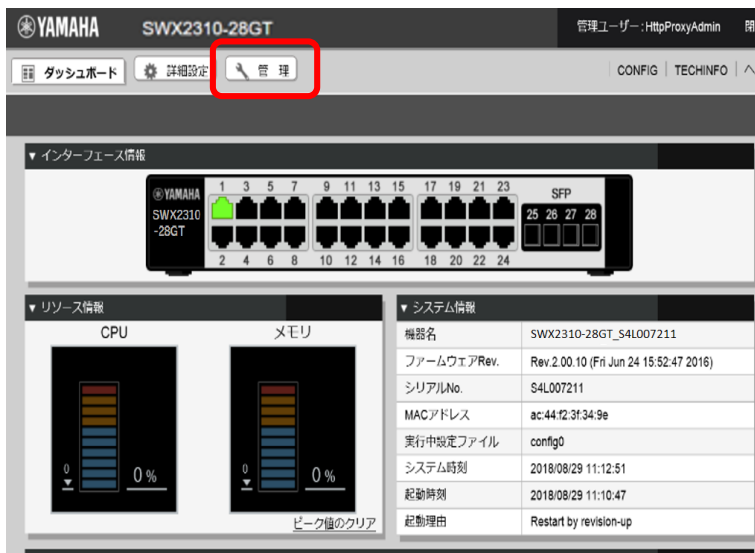 YAMAHA SWX2310-28GT 管理ユーザー : HttpProxyAdmin
ダッシュボード 詳細設定 管 理 CONFIG | TECHINFO |
▼ インターフェース情報
YAMAHA
SWX2310
-28GT
1 3 5 7 9 11 13 15 17 19 21 23
SFP
25 26 27 28
2 4 6 8 10 12 14 16 18 20 22 24
▼ リソース情報
CPU メモリ
0 0% 0 0%
ピーク値のクリア
▼ システム情報
機器名 SWX2310-28GT_S4L007211
ファームウェアRev. Rev.2.00.10 (Fri Jun 24 15:52:47 2016)
シリアルNo. S4L007211
MACアドレス ac:44:f2:3f:34:9e
実行中設定ファイル config0
システム時刻 2018/08/29 11:12:51
起動時刻 2018/08/29 11:10:47
起動理由 Restart by revision-up